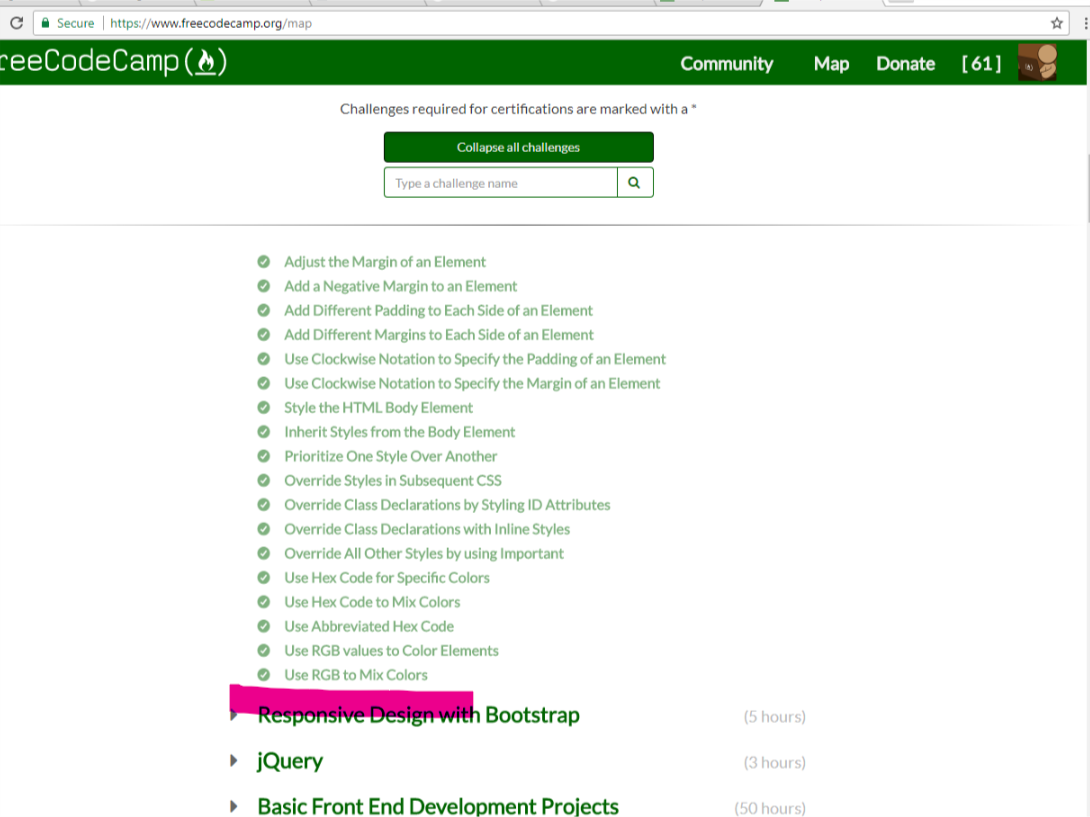 Secure https://www.freecodecamp.org/map
reeCodeCamp(🔥)
Community Map Donate [ 61 ]
Challenges required for certifications are marked with a *
Collapse all challenges
Type a challenge name
Adjust the Margin of an Element
Add a Negative Margin to an Element
Add Different Padding to Each Side of an Element
Add Different Margins to Each Side of an Element
Use Clockwise Notation to Specify the Padding of an Element
Use Clockwise Notation to Specify the Margin of an Element
Style the HTML Body Element
Inherit Styles from the Body Element
Prioritize One Style Over Another
Override Styles in Subsequent CSS
Override Class Declarations by Styling ID Attributes
Override Class Declarations with Inline Styles
Override All Other Styles by using Important
Use Hex Code for Specific Colors
Use Hex Code to Mix Colors
Use Abbreviated Hex Code
Use RGB values to Color Elements
Use RGB to Mix Colors
Responsive Design with Bootstrap (5 hours)
jQuery (3 hours)
Basic Front End Development Projects (50 hours)